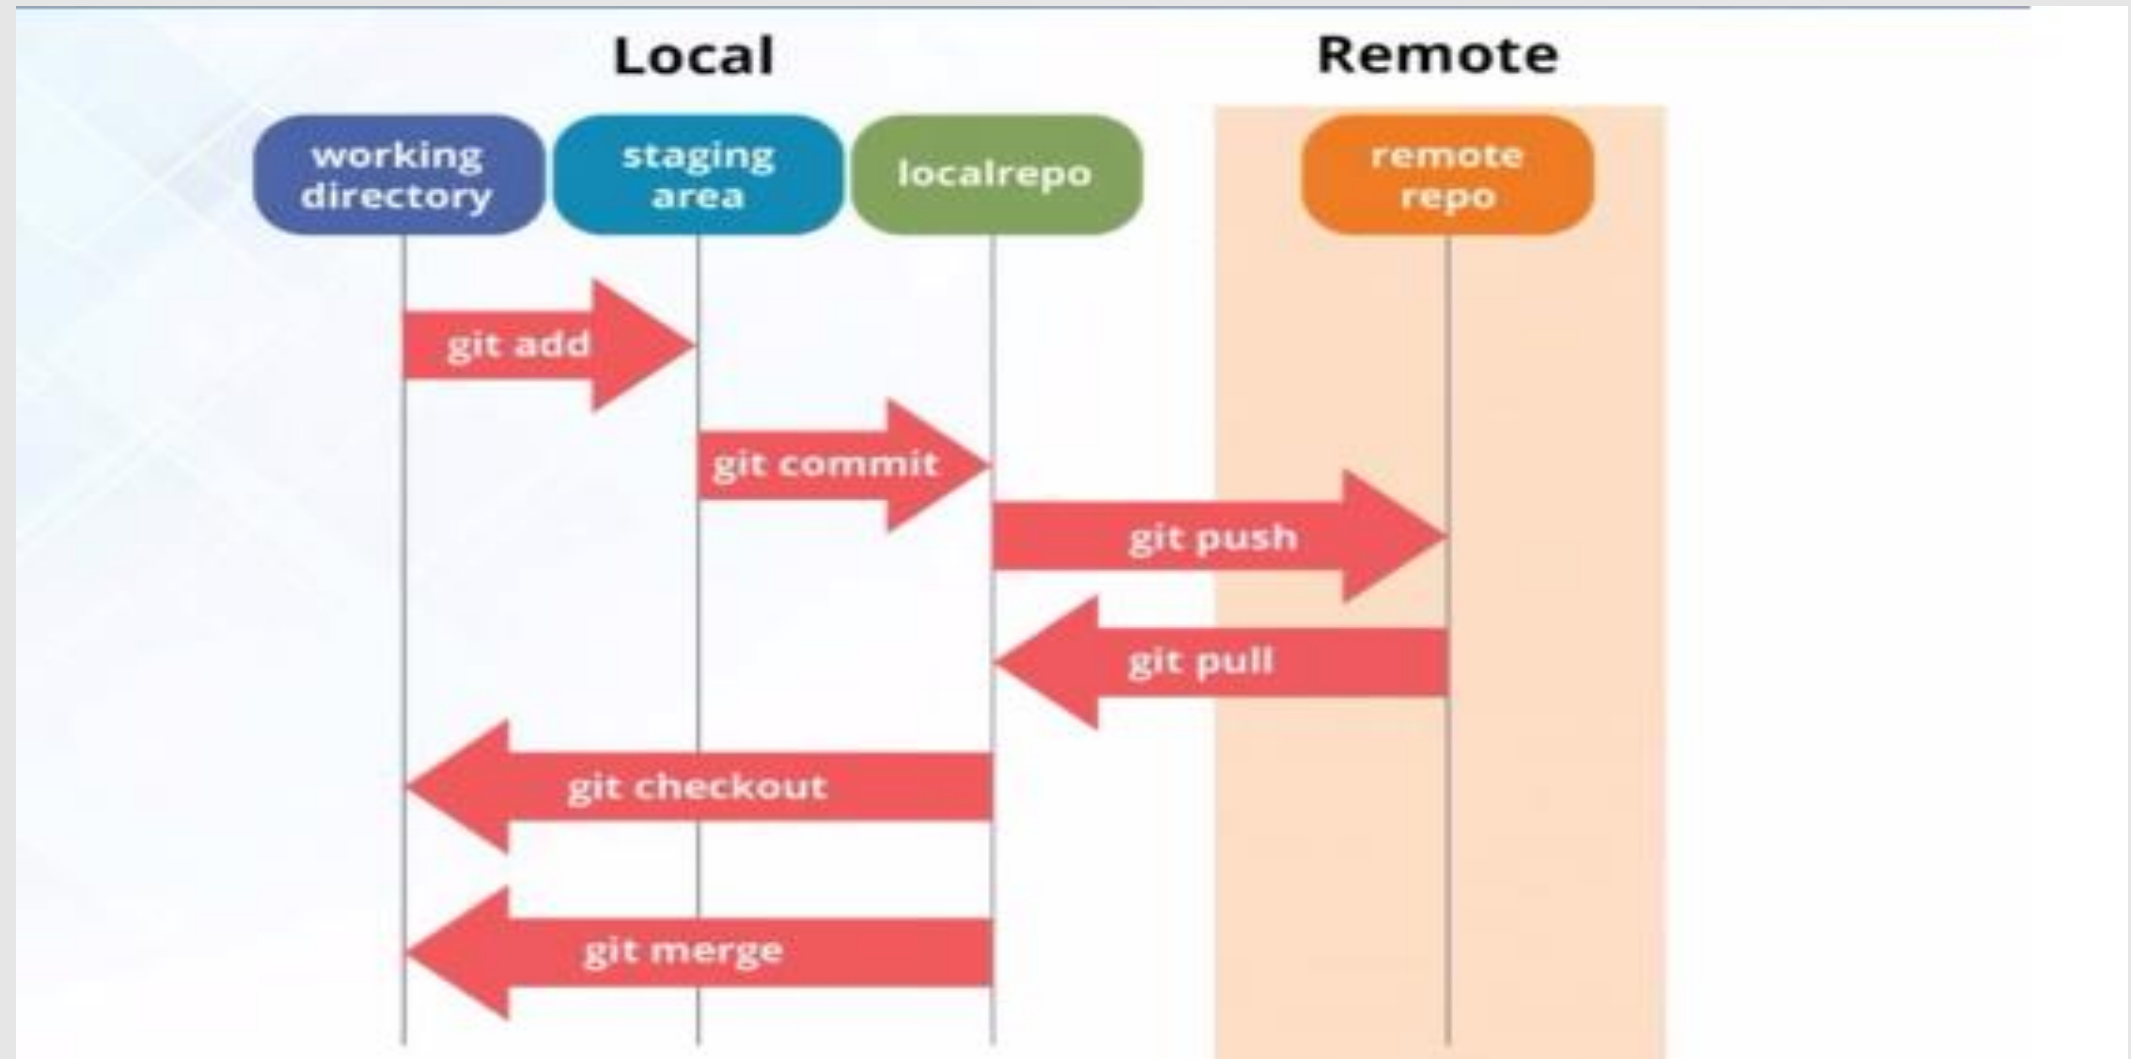 Local
Remote
working
directory
staging
area
localrepo
remote
repo
git add
git commit
git push
git pull
git checkout
git merge